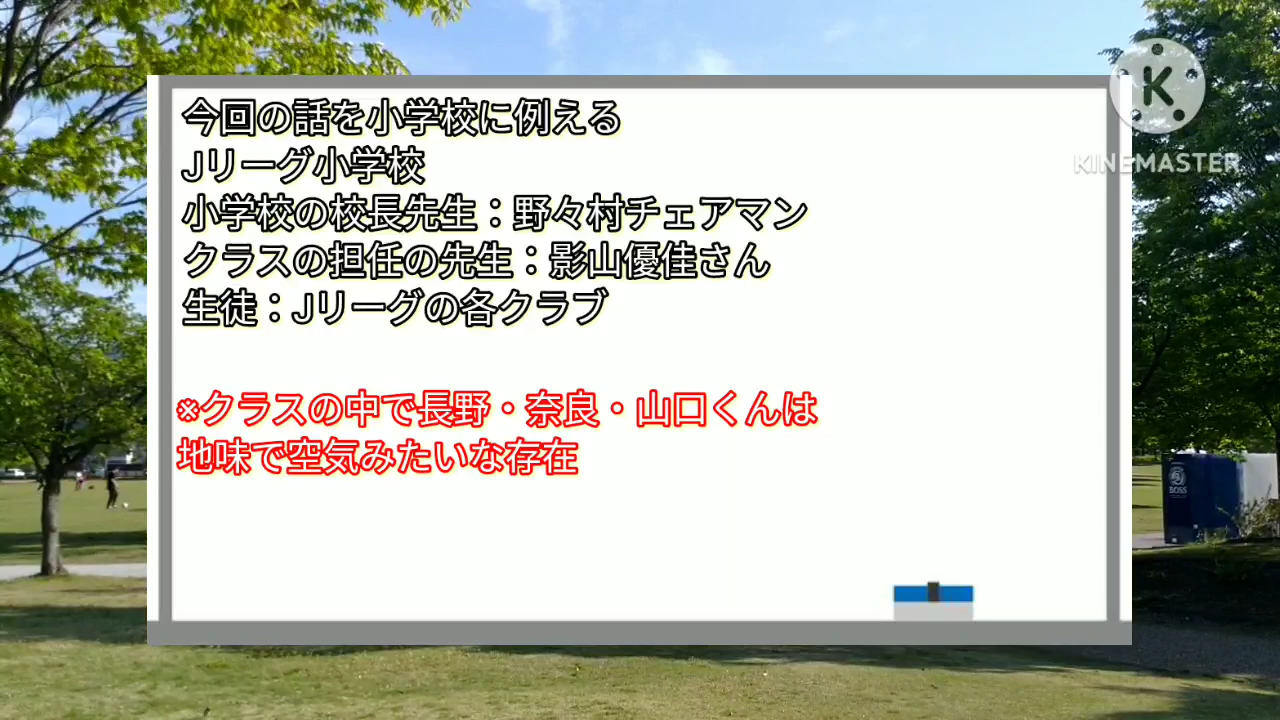 今回の話を小学校に例える
Jリーグ小学校
小学校の校長先生：野々村チェアマン
クラスの担任の先生：影山優佳さん
生徒：Jリーグの各クラブ
※クラスの中で長野・奈良・山口くんは
地味で空気みたいな存在
K
KINEMASTER
BOSS